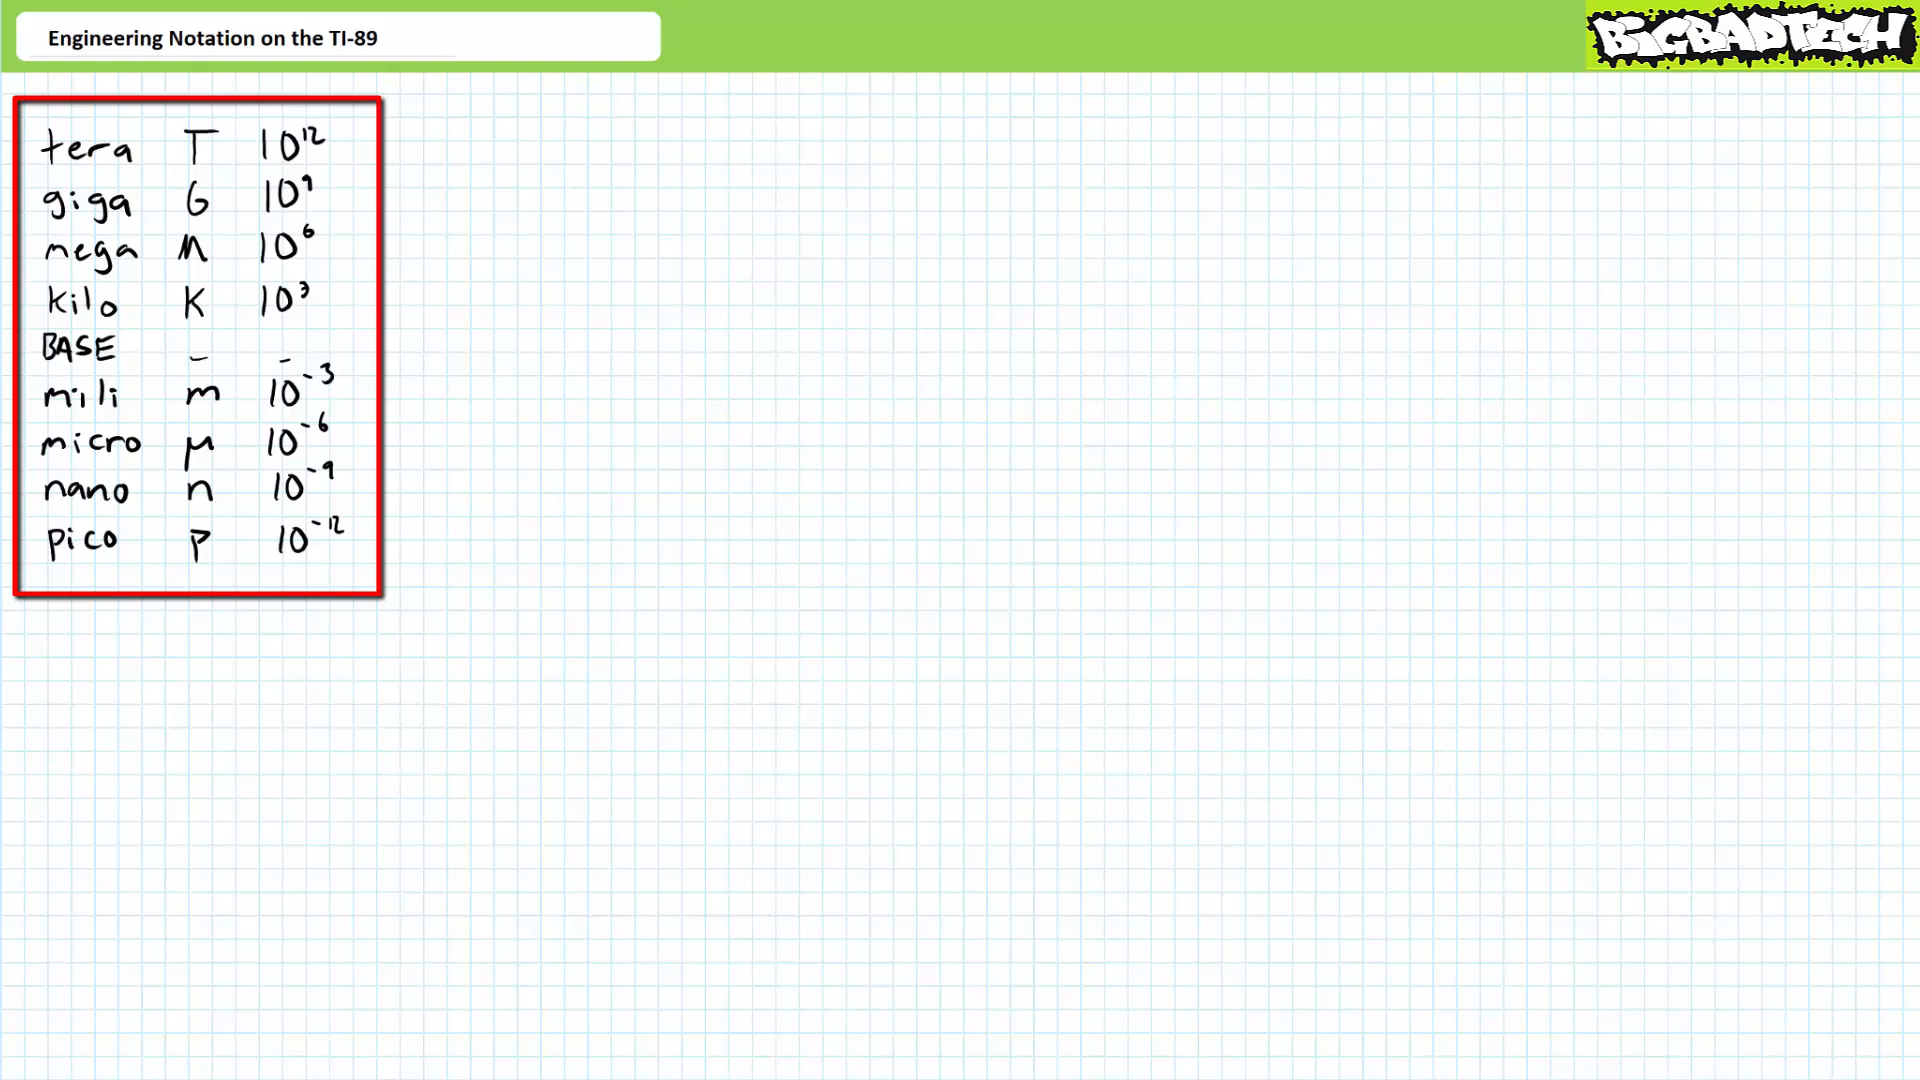 Engineering Notation on the TI-89
BIGBADTECH
tera T 10¹²
giga G 10⁹
mega M 10⁶
kilo K 10³
BASE - -
mili m 10⁻³
micro μ 10⁻⁶
nano n 10⁻⁹
pico p 10⁻¹²